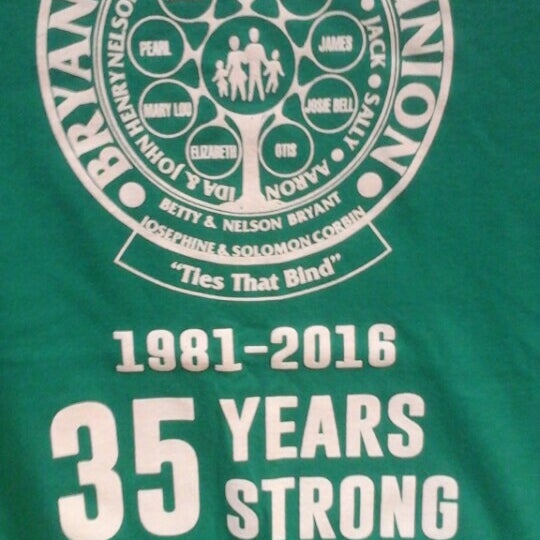 BRYAN
NION
IDA & JOHN HENRY NELSON
JACK • SALLY • AARON
PEARL
JAMES
MARY LOU
JOSIE BELL
ELIZABETH
OTIS
BETTY & NELSON BRYANT
JOSEPHINE & SOLOMON CORBIN
"Ties That Bind"
1981-2016
35 YEARS
STRONG